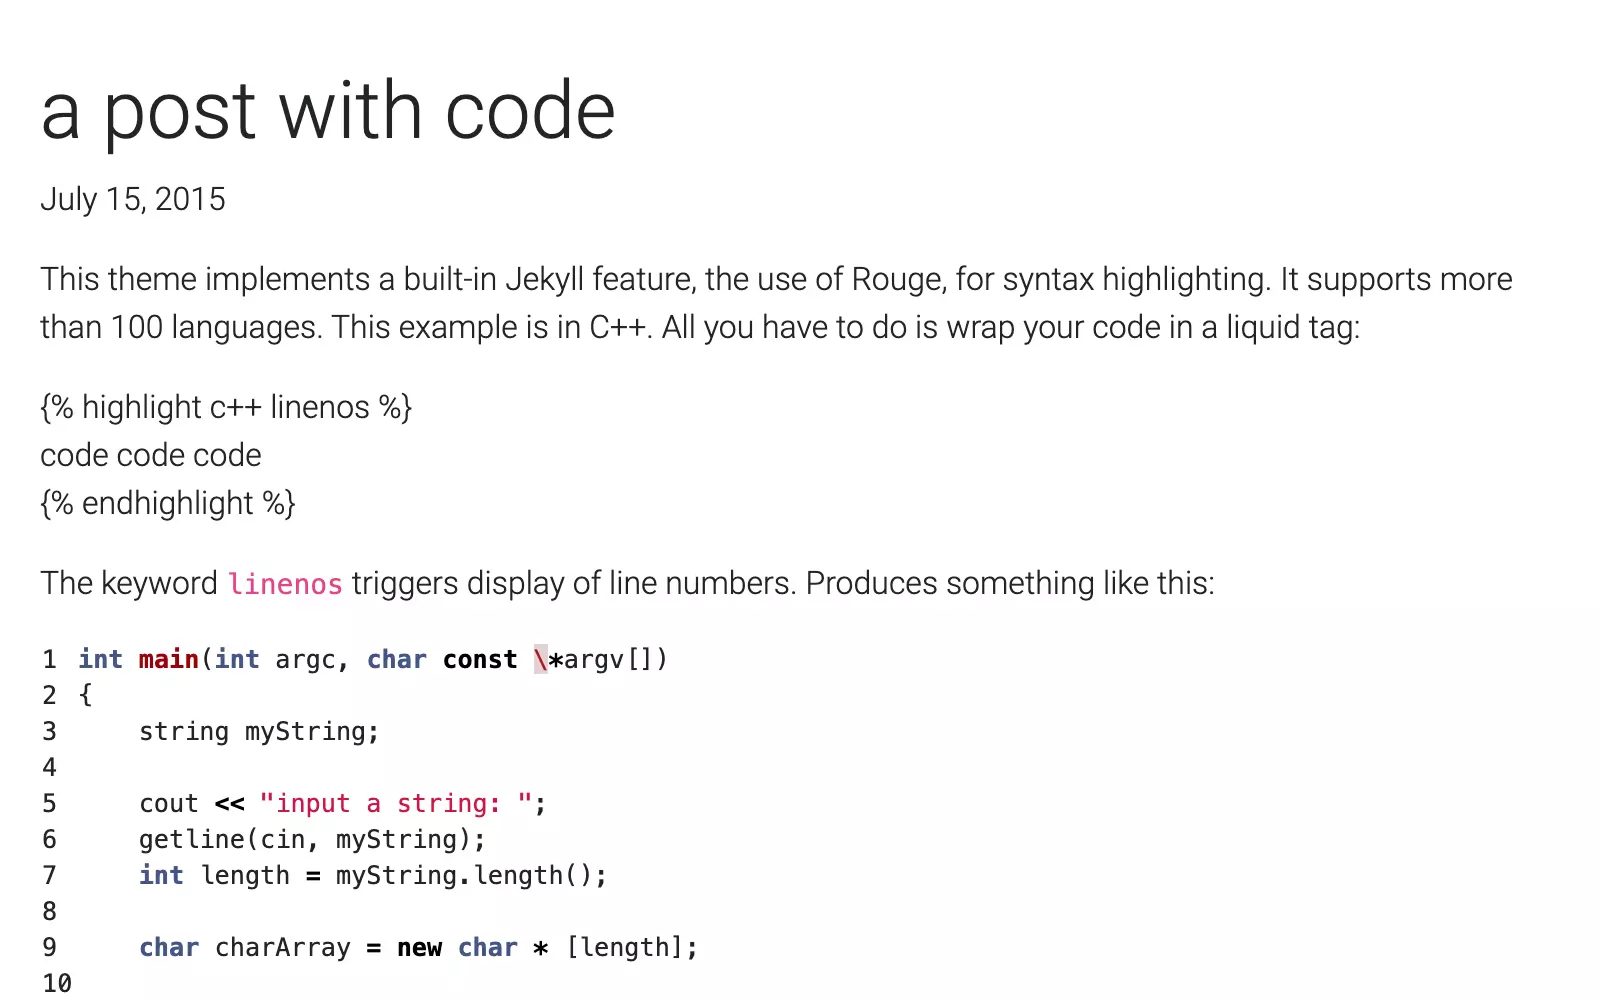 a post with code
July 15, 2015
This theme implements a built-in Jekyll feature, the use of Rouge, for syntax highlighting. It supports more
than 100 languages. This example is in C++. All you have to do is wrap your code in a liquid tag:
{% highlight c++ linenos %}
code code code
{% endhighlight %}
The keyword linenos triggers display of line numbers. Produces something like this:
1 int main(int argc, char const \*argv[])
2 {
3     string myString;
4
5     cout << "input a string: ";
6     getline(cin, myString);
7     int length = myString.length();
8
9     char charArray = new char * [length];
10